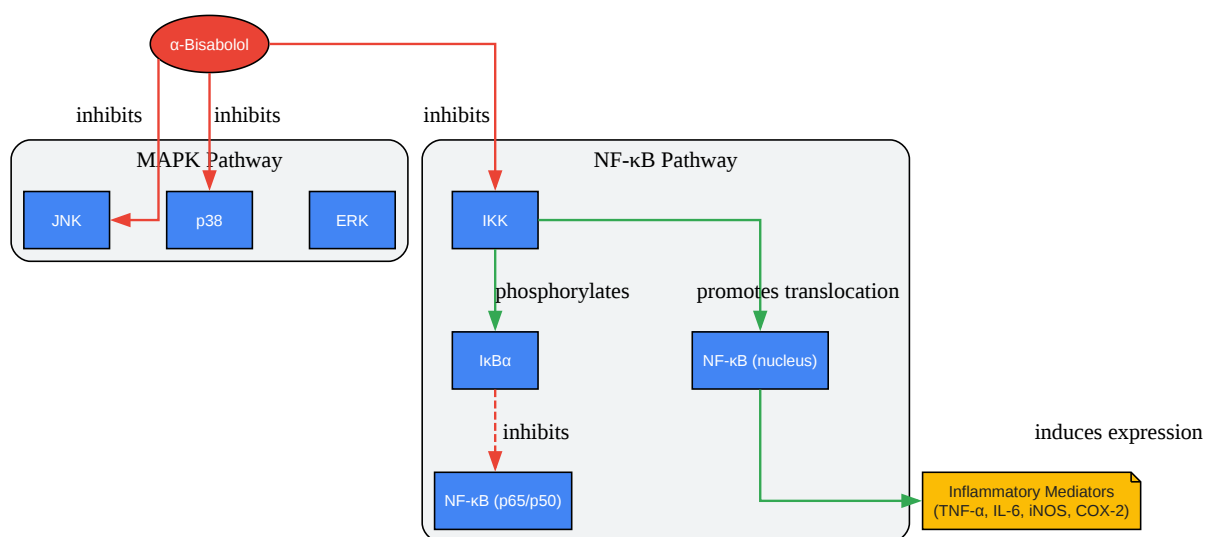 α-Bisabolol
inhibits
inhibits
inhibits
MAPK Pathway
NF-κB Pathway
JNK
p38
ERK
IKK
phosphorylates
promotes translocation
IκBα
NF-κB (nucleus)
inhibits
induces expression
NF-κB (p65/p50)
Inflammatory Mediators
(TNF-α, IL-6, iNOS, COX-2)